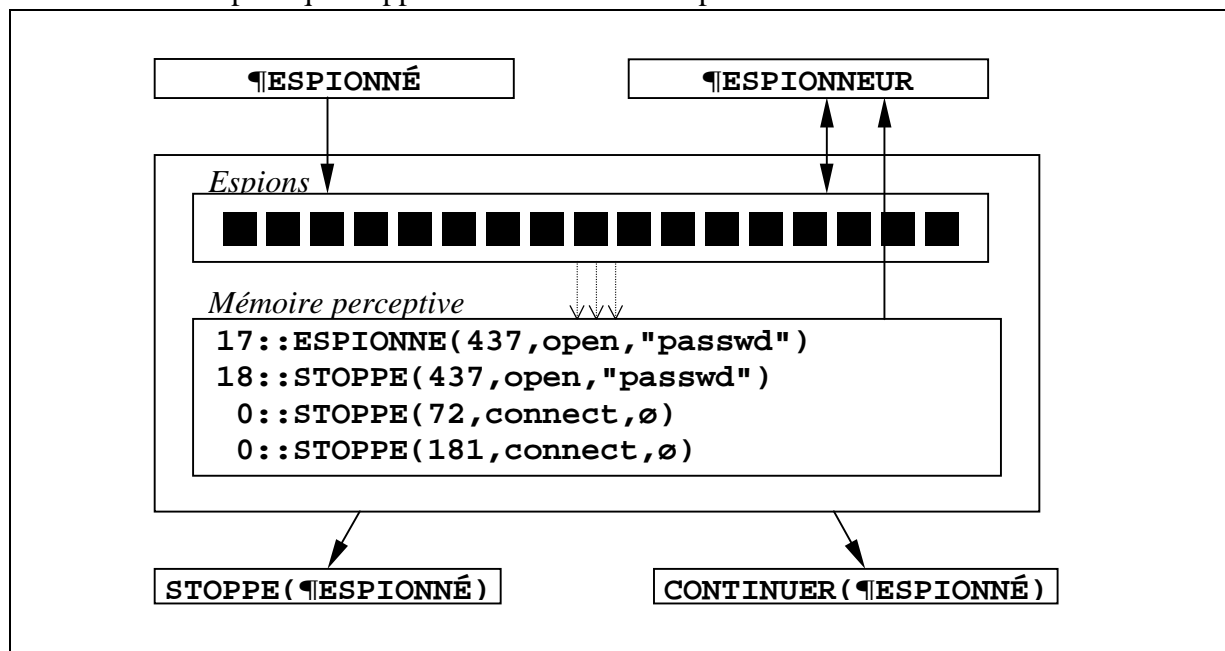 ¶ESPIONNÉ
¶ESPIONNEUR
Espions
Mémoire perceptive
17::ESPIONNE(437,open,"passwd")
18::STOPPE(437,open,"passwd")
0::STOPPE(72,connect,ø)
0::STOPPE(181,connect,ø)
STOPPE(¶ESPIONNÉ)
CONTINUER(¶ESPIONNÉ)